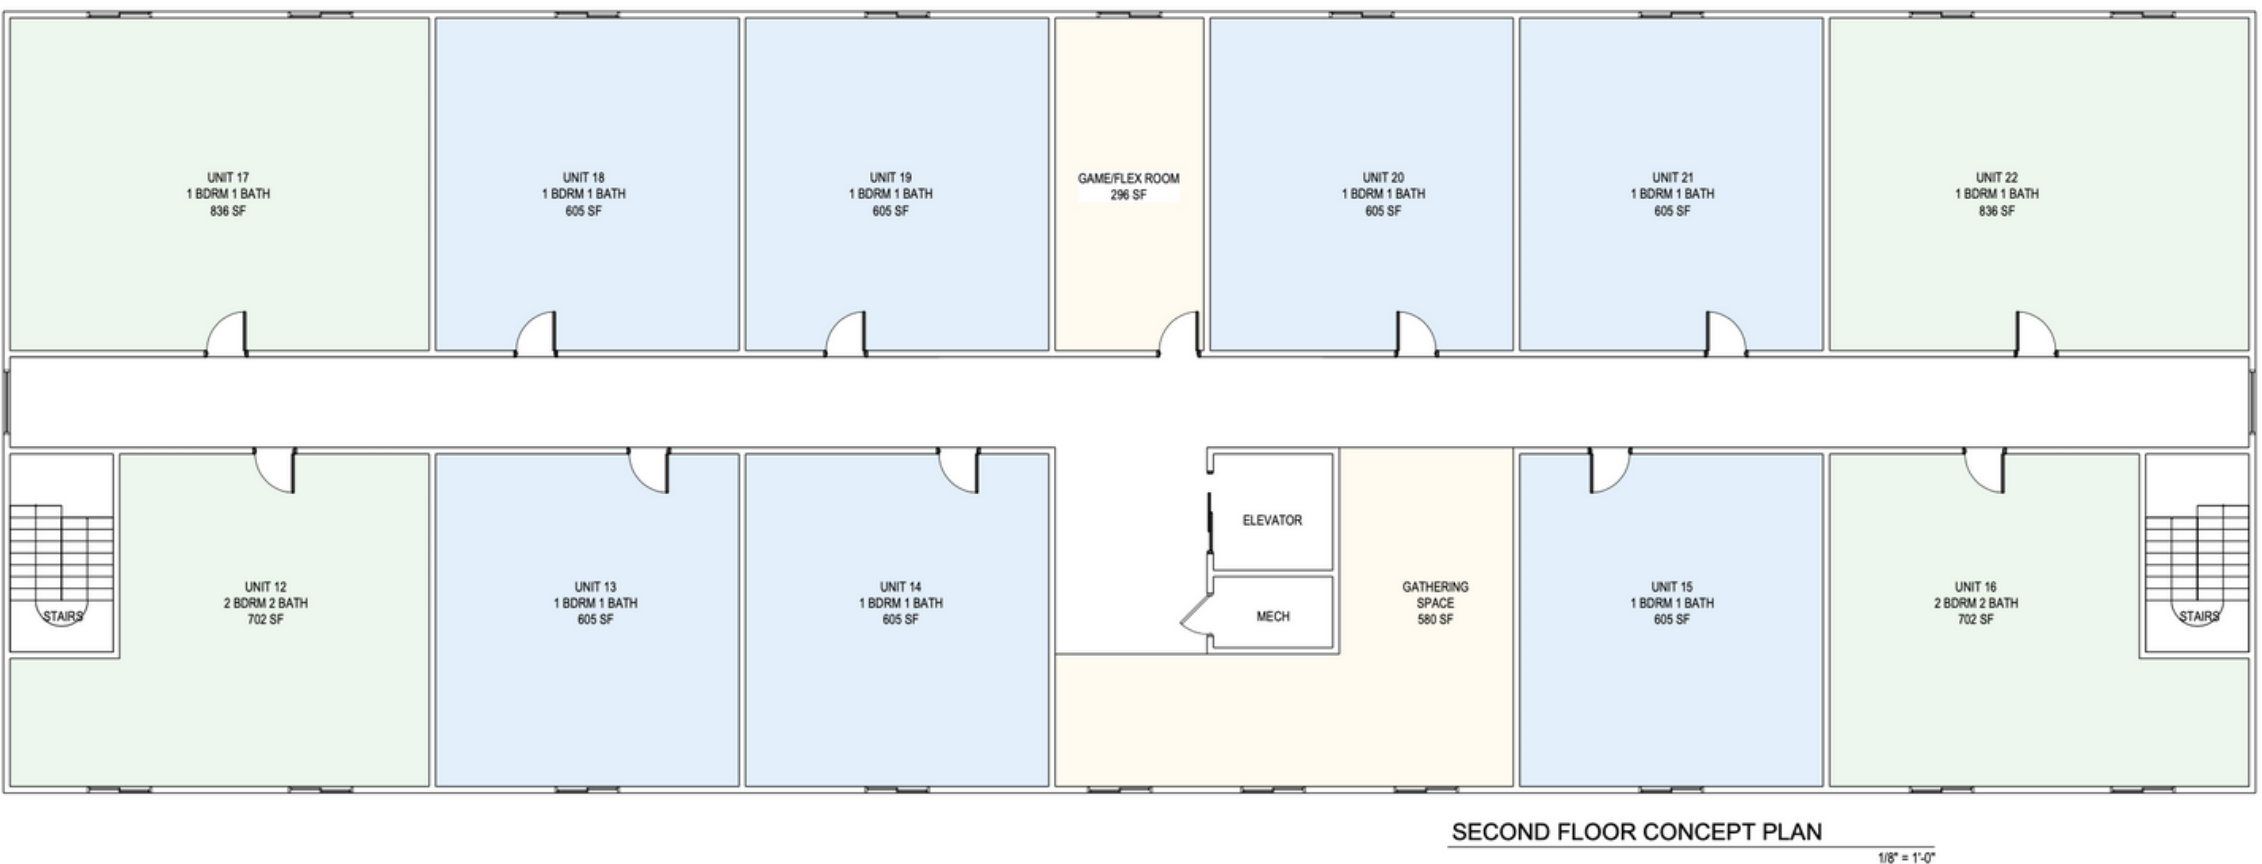 UNIT 17
1 BDRM 1 BATH
836 SF
UNIT 18
1 BDRM 1 BATH
605 SF
UNIT 19
1 BDRM 1 BATH
605 SF
GAME/FLEX ROOM
296 SF
UNIT 20
1 BDRM 1 BATH
605 SF
UNIT 21
1 BDRM 1 BATH
605 SF
UNIT 22
1 BDRM 1 BATH
836 SF
STAIRS
UNIT 12
2 BDRM 2 BATH
702 SF
UNIT 13
1 BDRM 1 BATH
605 SF
UNIT 14
1 BDRM 1 BATH
605 SF
ELEVATOR
MECH
GATHERING
SPACE
580 SF
UNIT 15
1 BDRM 1 BATH
605 SF
UNIT 16
2 BDRM 2 BATH
702 SF
STAIRS
SECOND FLOOR CONCEPT PLAN
1/8" = 1'-0"